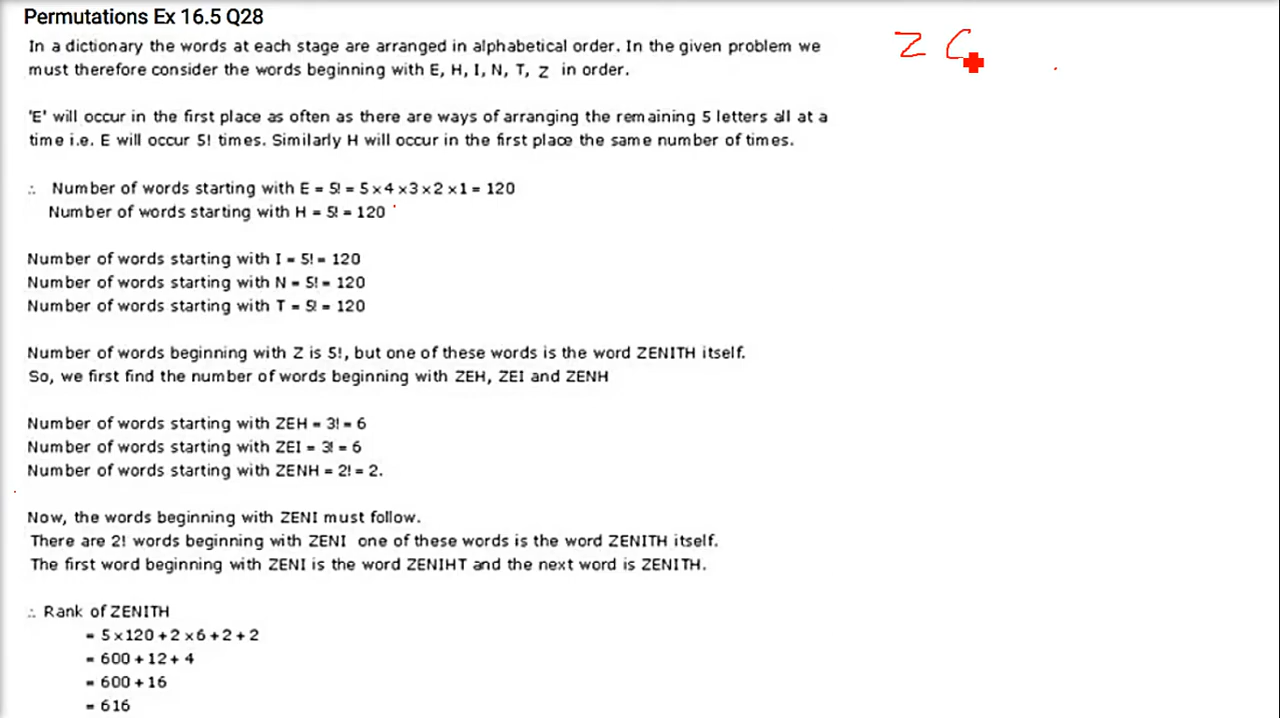 Permutations Ex 16.5 Q28
In a dictionary the words at each stage are arranged in alphabetical order. In the given problem we
must therefore consider the words beginning with E, H, I, N, T, Z in order.
'E' will occur in the first place as often as there are ways of arranging the remaining 5 letters all at a
time i.e. E will occur 5! times. Similarly H will occur in the first place the same number of times.
∴ Number of words starting with E = 5! = 5×4×3×2×1 = 120
Number of words starting with H = 5! = 120
Number of words starting with I = 5! = 120
Number of words starting with N = 5! = 120
Number of words starting with T = 5! = 120
Number of words beginning with Z is 5!, but one of these words is the word ZENITH itself.
So, we first find the number of words beginning with ZEH, ZEI and ZENH
Number of words starting with ZEH = 3! = 6
Number of words starting with ZEI = 3! = 6
Number of words starting with ZENH = 2! = 2.
Now, the words beginning with ZENI must follow.
There are 2! words beginning with ZENI one of these words is the word ZENITH itself.
The first word beginning with ZENI is the word ZENIHT and the next word is ZENITH.
∴ Rank of ZENITH
= 5×120+2×6+2+2
= 600+12+4
= 600+16
= 616
Z